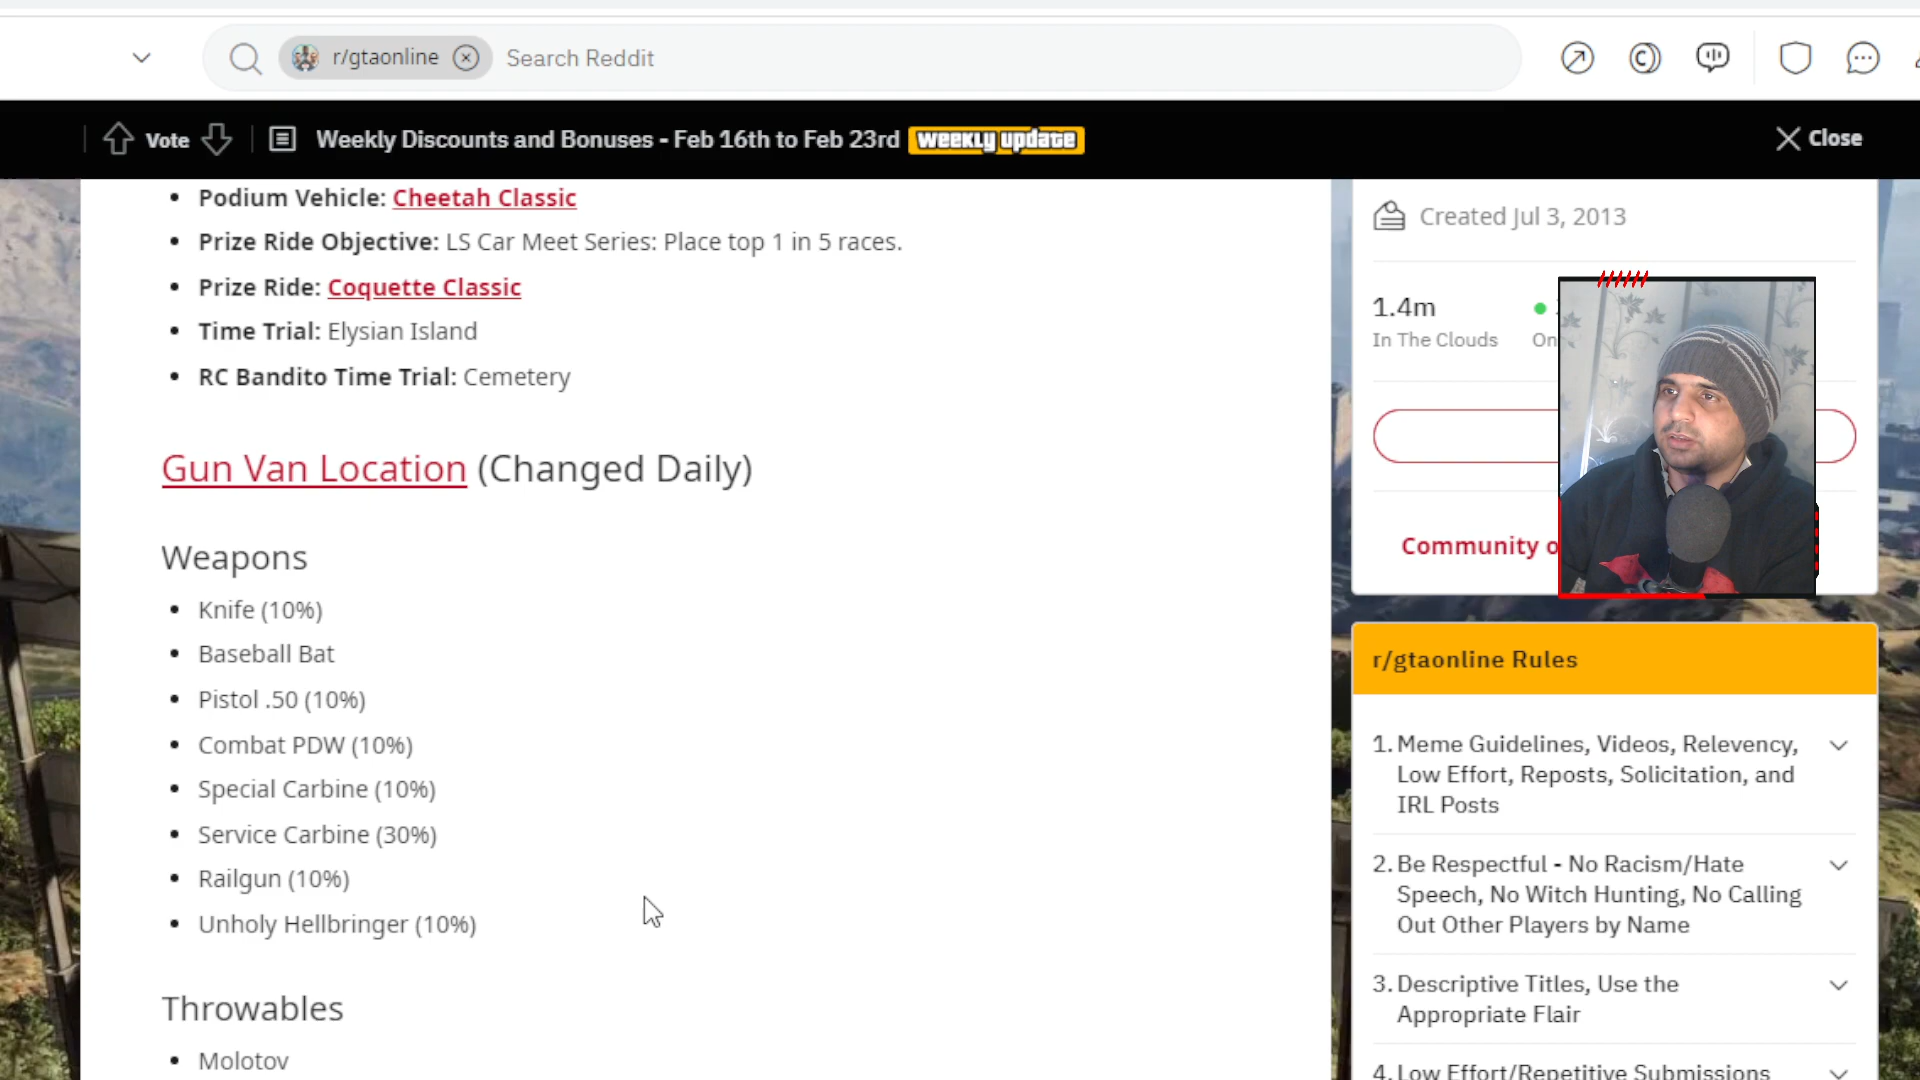 r/gtaonline
Search Reddit
Vote
Weekly Discounts and Bonuses - Feb 16th to Feb 23rd
weekly update
Close
Podium Vehicle: Cheetah Classic
Prize Ride Objective: LS Car Meet Series: Place top 1 in 5 races.
Prize Ride: Coquette Classic
Time Trial: Elysian Island
RC Bandito Time Trial: Cemetery
Gun Van Location (Changed Daily)
Weapons
Knife (10%)
Baseball Bat
Pistol .50 (10%)
Combat PDW (10%)
Special Carbine (10%)
Service Carbine (30%)
Railgun (10%)
Unholy Hellbringer (10%)
Throwables
Molotov
Created Jul 3, 2013
1.4m
In The Clouds
Community
r/gtaonline Rules
1. Meme Guidelines, Videos, Relevency,
Low Effort, Reposts, Solicitation, and
IRL Posts
2. Be Respectful - No Racism/Hate
Speech, No Witch Hunting, No Calling
Out Other Players by Name
3. Descriptive Titles, Use the
Appropriate Flair
4. Low Effort/Repetitive Submissions